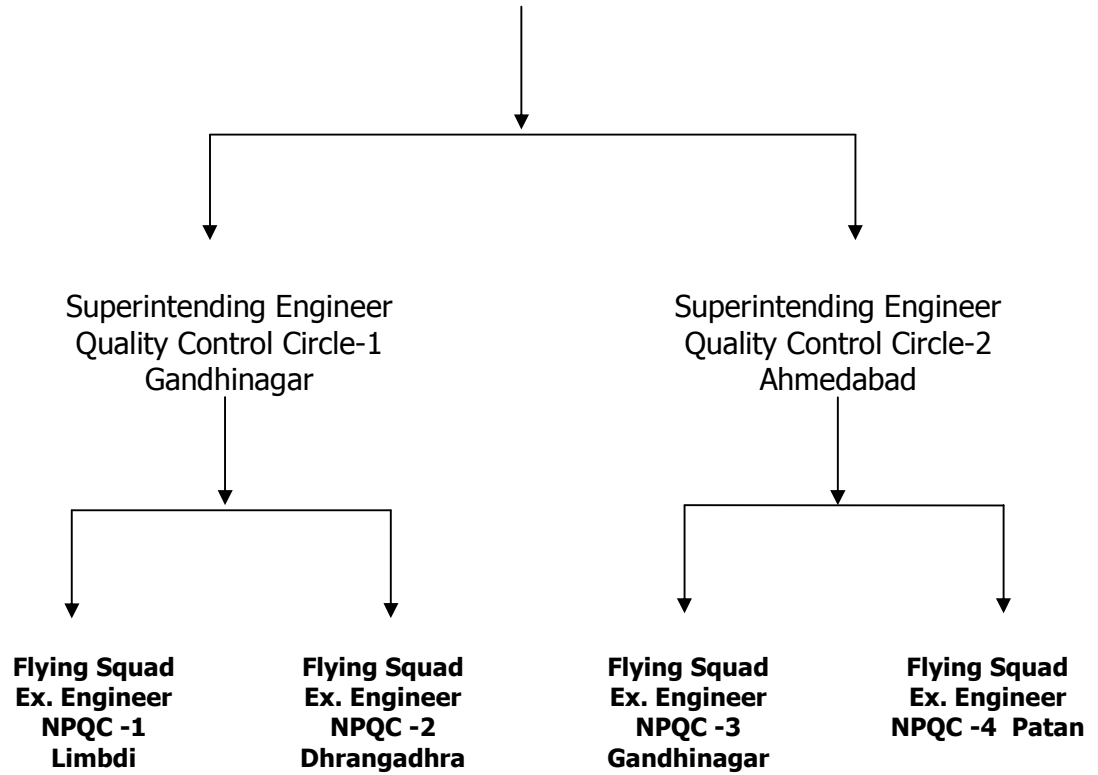 Superintending Engineer
Quality Control Circle-1
Gandhinagar
Superintending Engineer
Quality Control Circle-2
Ahmedabad
Flying Squad
Ex. Engineer
NPQC -1
Limbdi
Flying Squad
Ex. Engineer
NPQC -2
Dhrangadhra
Flying Squad
Ex. Engineer
NPQC -3
Gandhinagar
Flying Squad
Ex. Engineer
NPQC -4 Patan